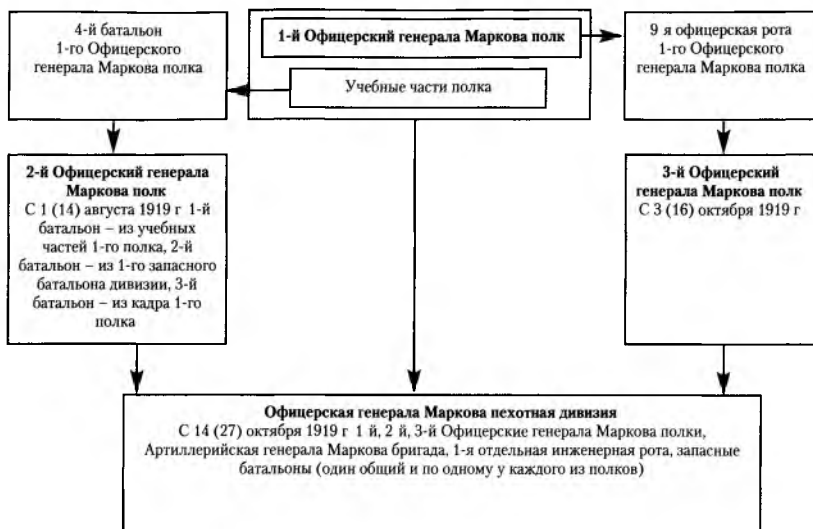 4-й батальон
1-го Офицерского
генерала Маркова полка
1-й Офицерский генерала Маркова полк
Учебные части полка
9 я офицерская рота
1-го Офицерского
генерала Маркова полка
2-й Офицерский генерала
Маркова полк
С 1 (14) августа 1919 г 1-й
батальон – из учебных
частей 1-го полка, 2-й
батальон – из 1-го запасного
батальона дивизии, 3-й
батальон – из кадра 1-го
полка
3-й Офицерский
генерала Маркова полк
С 3 (16) октября 1919 г
Офицерская генерала Маркова пехотная дивизия
С 14 (27) октября 1919 г 1 й, 2 й, 3-й Офицерские генерала Маркова полки,
Артиллерийская генерала Маркова бригада, 1-я отдельная инженерная рота, запасные
батальоны (один общий и по одному у каждого из полков)